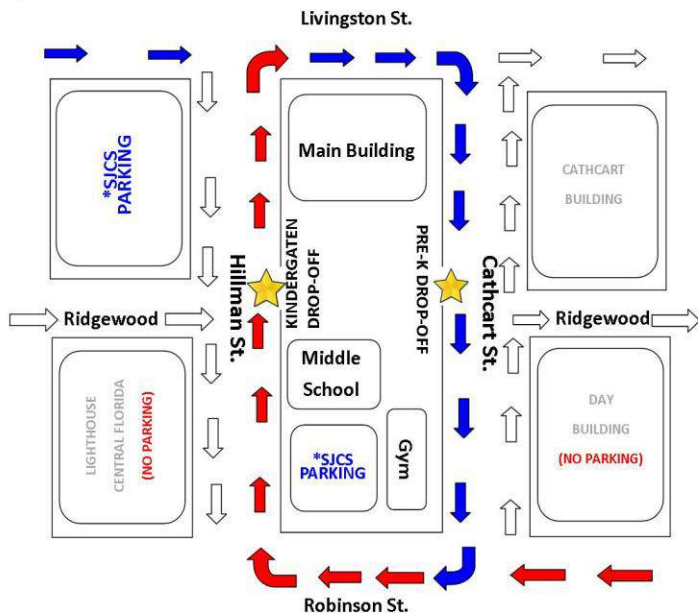 Livingston St.
*SJCS
PARKING
Main Building
CATHCART
BUILDING
Hillman St.
KINDERGATEN
DROP-OFF
PRE-K DROP-OFF
Cathcart St.
Ridgewood
Ridgewood
LIGHTHOUSE
CENTRAL FLORIDA
(NO PARKING)
Middle
School
*SJCS
PARKING
Gym
DAY
BUILDING
(NO PARKING)
Robinson St.